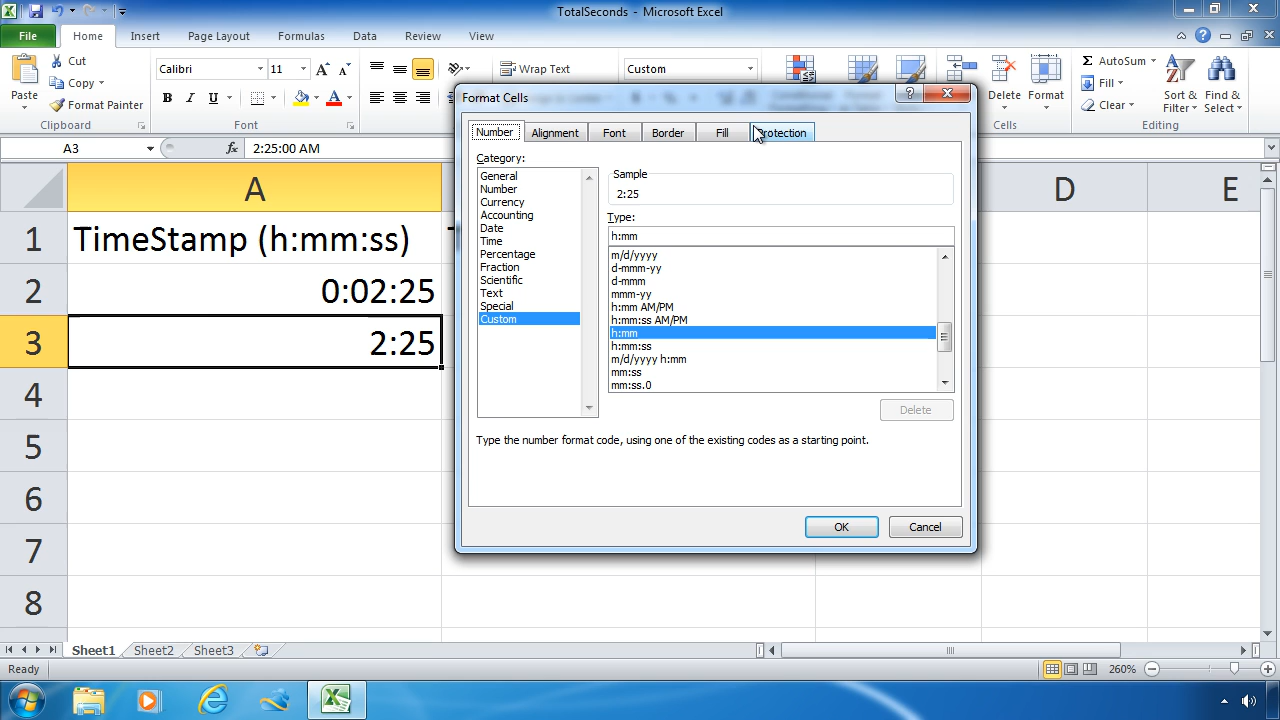 TotalSeconds - Microsoft Excel
File Home Insert Page Layout Formulas Data Review View
Paste
Cut
Copy
Format Painter
Clipboard
Calibri 11
B I U
A A
Font
Wrap Text
Custom
Delete
Format
Cells
Σ AutoSum
Fill
Clear
Sort & Filter
Find & Select
Editing
A3 fx 2:25:00 AM
A D E
1 TimeStamp (h:mm:ss)
2 0:02:25
3 2:25
4
5
6
7
8
Format Cells
Number Alignment Font Border Fill Protection
Category:
General
Number
Currency
Accounting
Date
Time
Percentage
Fraction
Scientific
Text
Special
Custom
Sample
2:25
Type:
h:mm
m/d/yyyy
d-mmm-yy
d-mmm
mmm-yy
h:mm AM/PM
h:mm:ss AM/PM
h:mm
h:mm:ss
m/d/yyyy h:mm
mm:ss
mm:ss.0
Delete
Type the number format code, using one of the existing codes as a starting point.
OK Cancel
Sheet1 Sheet2 Sheet3
Ready 260%